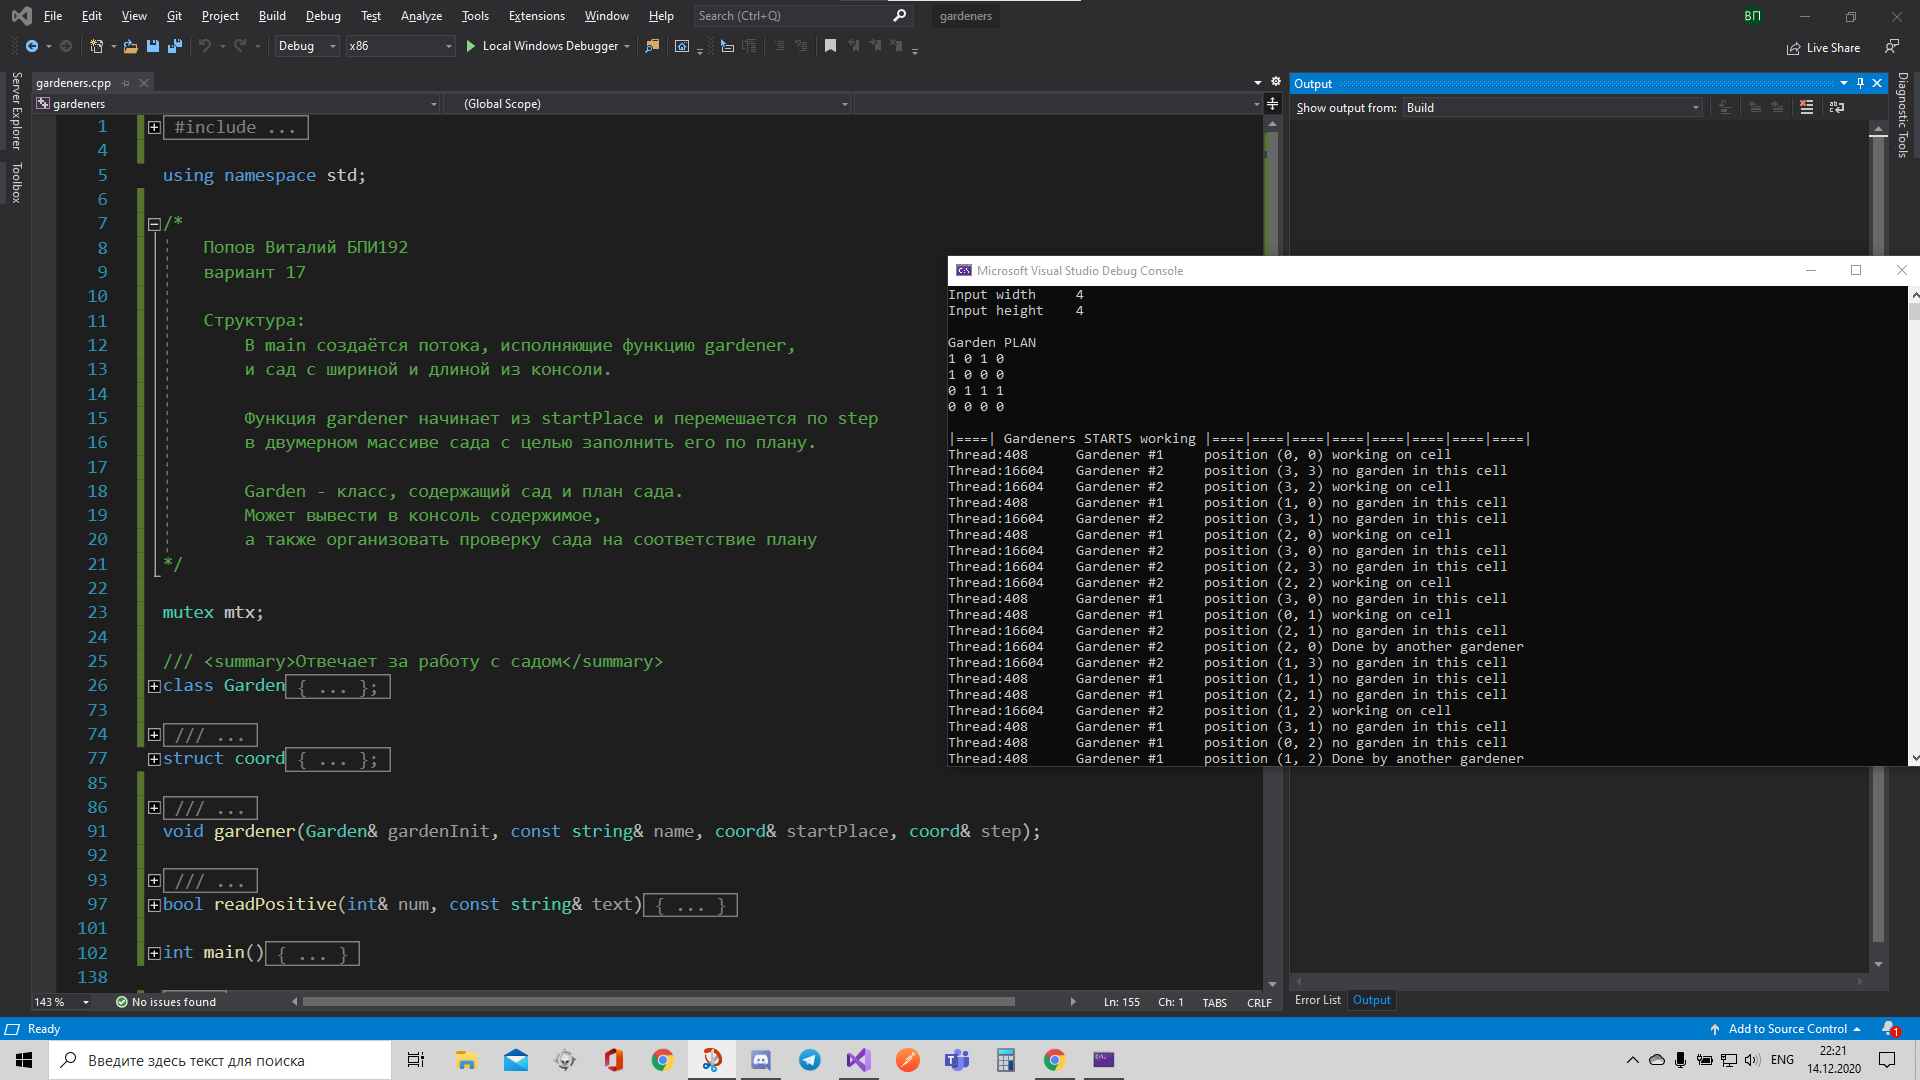 File Edit View Git Project Build Debug Test Analyze Tools Extensions Window Help Search (Ctrl+Q) gardeners ВП
Debug x86 Local Windows Debugger Live Share
Server Explorer
Toolbox
gardeners.cpp
gardeners (Global Scope)
1 #include ...
4
5 using namespace std;
6
7 /*
8 Попов Виталий БПИ192
9 вариант 17
10
11 Структура:
12 В main создаётся потока, исполняющие функцию gardener,
13 и сад с шириной и длиной из консоли.
14
15 Функция gardener начинает из startPlace и перемешается по step
16 в двумерном массиве сада с целью заполнить его по плану.
17
18 Garden - класс, содержащий сад и план сада.
19 Может вывести в консоль содержимое,
20 а также организовать проверку сада на соответствие плану
21 */
22
23 mutex mtx;
24
25 /// <summary>Отвечает за работу с садом</summary>
26 class Garden{ ... };
73
74 /// ...
77 struct coord{ ... };
85
86 /// ...
91 void gardener(Garden& gardenInit, const string& name, coord& startPlace, coord& step);
92
93 /// ...
97 bool readPositive(int& num, const string& text){ ... }
101
102 int main(){ ... }
138
143 % No issues found Ln: 155 Ch: 1 TABS CRLF
Output
Show output from: Build
Diagnostic Tools
Microsoft Visual Studio Debug Console
Input width 4
Input height 4
Garden PLAN
1 0 1 0
1 0 0 0
0 1 1 1
0 0 0 0
|====| Gardeners STARTS working |====|====|====|====|====|====|====|====|
Thread:408 Gardener #1 position (0, 0) working on cell
Thread:16604 Gardener #2 position (3, 3) no garden in this cell
Thread:16604 Gardener #2 position (3, 2) working on cell
Thread:408 Gardener #1 position (1, 0) no garden in this cell
Thread:16604 Gardener #2 position (3, 1) no garden in this cell
Thread:408 Gardener #1 position (2, 0) working on cell
Thread:16604 Gardener #2 position (3, 0) no garden in this cell
Thread:16604 Gardener #2 position (2, 3) no garden in this cell
Thread:16604 Gardener #2 position (2, 2) working on cell
Thread:408 Gardener #1 position (3, 0) no garden in this cell
Thread:408 Gardener #1 position (0, 1) working on cell
Thread:16604 Gardener #2 position (2, 1) no garden in this cell
Thread:16604 Gardener #2 position (2, 0) Done by another gardener
Thread:16604 Gardener #2 position (1, 3) no garden in this cell
Thread:408 Gardener #1 position (1, 1) no garden in this cell
Thread:408 Gardener #1 position (2, 1) no garden in this cell
Thread:16604 Gardener #2 position (1, 2) working on cell
Thread:408 Gardener #1 position (3, 1) no garden in this cell
Thread:408 Gardener #1 position (0, 2) no garden in this cell
Thread:408 Gardener #1 position (1, 2) Done by another gardener
Error List Output
Ready Add to Source Control 1
Введите здесь текст для поиска ENG 22:21
14.12.2020